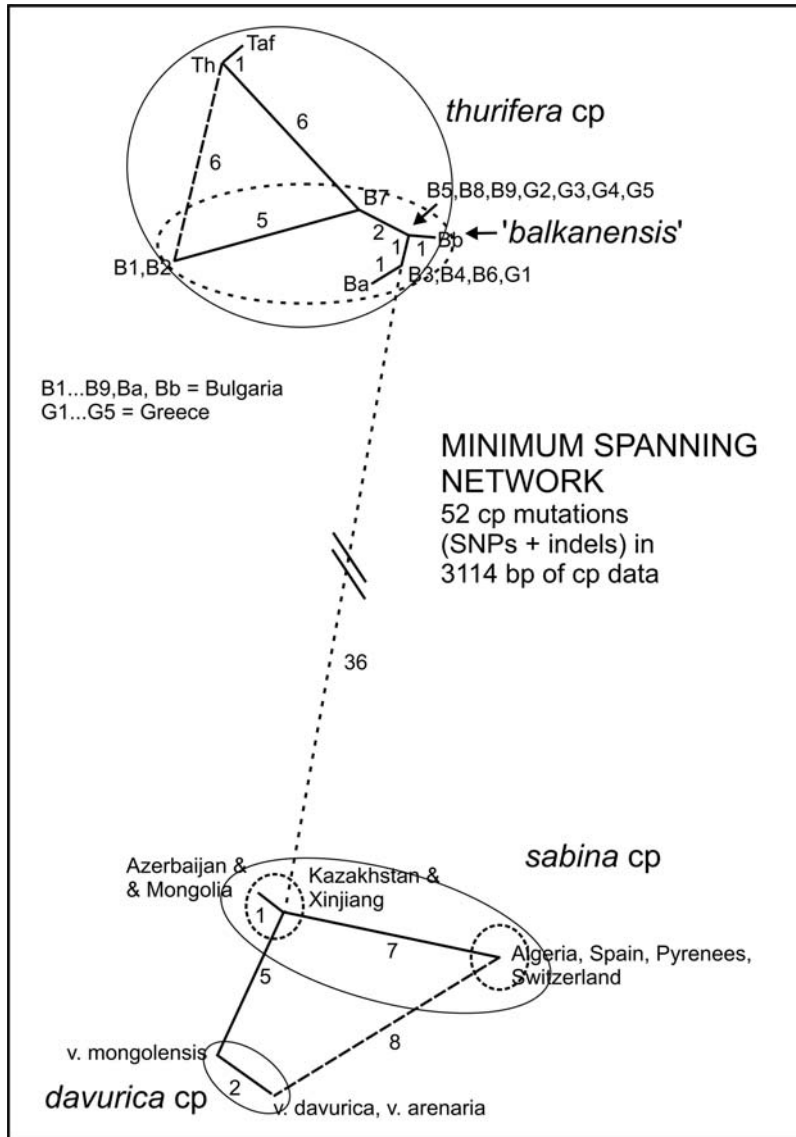 Taf
Th
1
thurifera cp
6
6
B7
B5,B8,B9,G2,G3,G4,G5
5
2
'balkanensis'
Bb
1
1
B1,B2
1
Ba
B3,B4,B6,G1
B1...B9,Ba, Bb = Bulgaria
G1...G5 = Greece
MINIMUM SPANNING
NETWORK
52 cp mutations
(SNPs + indels) in
3114 bp of cp data
36
sabina cp
Azerbaijan &
& Mongolia
Kazakhstan &
Xinjiang
1
7
Algeria, Spain, Pyrenees,
Switzerland
5
8
v. mongolensis
2
davurica cp
v. davurica, v. arenaria